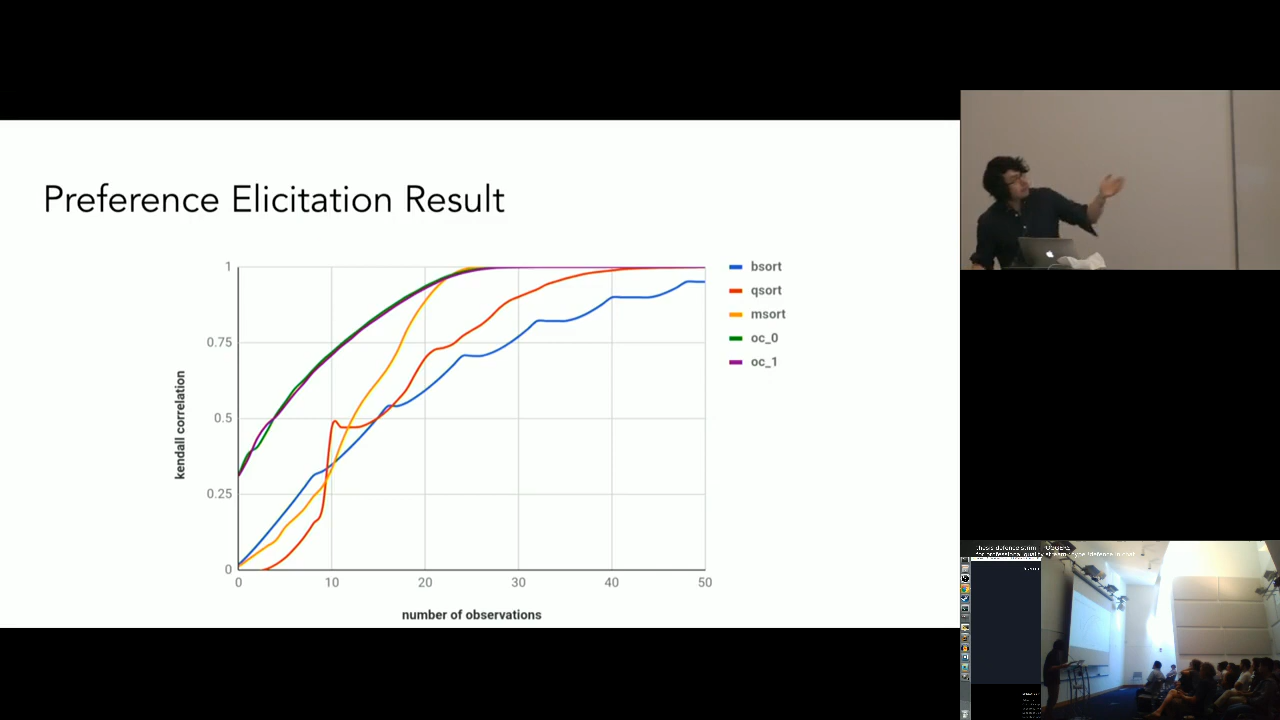 Preference Elicitation Result
1
0.75
0.5
0.25
0
kendall correlation
0
10
20
30
40
50
number of observations
bsort
qsort
msort
oc_0
oc_1